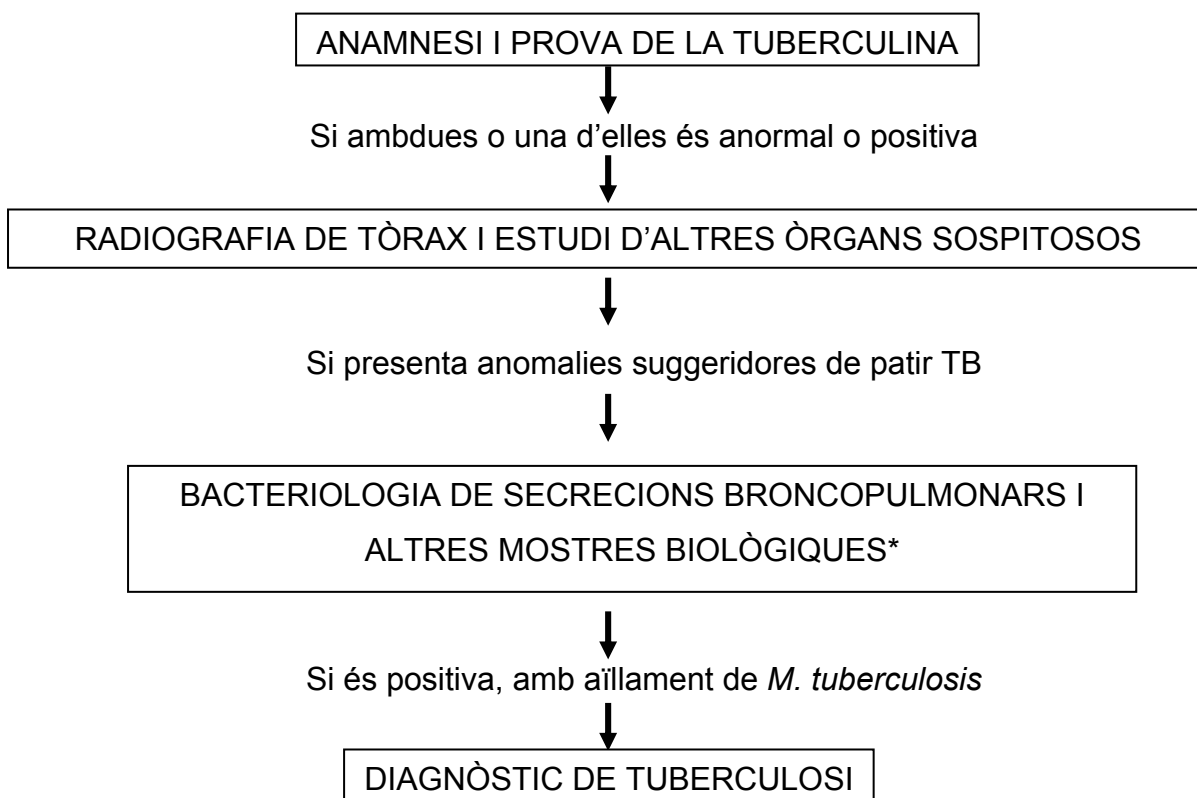 ANAMNESI I PROVA DE LA TUBERCULINA
Si ambdues o una d’elles és anormal o positiva
RADIOGRAFIA DE TÒRAX I ESTUDI D’ALTRES ÒRGANS SOSPITOSOS
Si presenta anomalies suggeridores de patir TB
BACTERIOLOGIA DE SECRECIONS BRONCOPULMONARS I
ALTRES MOSTRES BIOLÒGIQUES*
Si és positiva, amb aïllament de M. tuberculosis
DIAGNÒSTIC DE TUBERCULOSI